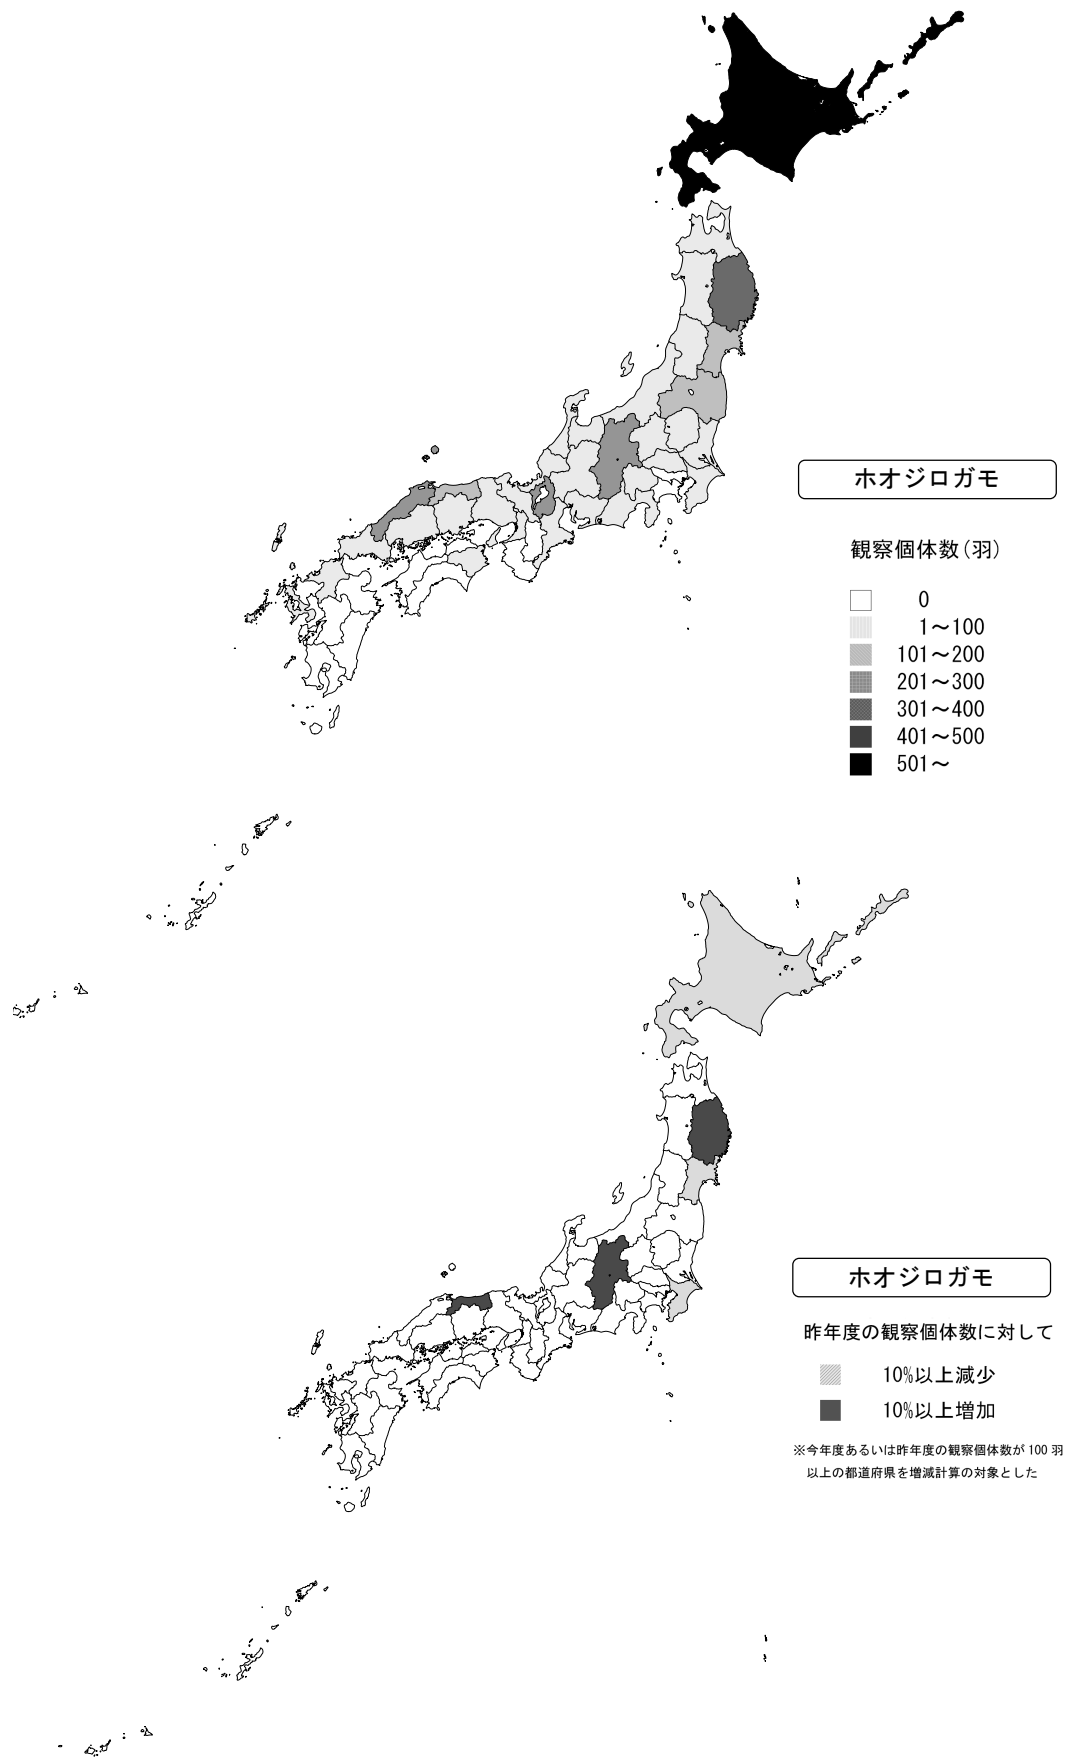 ホオジロガモ
観察個体数(羽)
0
1～100
101～200
201～300
301～400
401～500
501～
ホオジロガモ
昨年度の観察個体数に対して
10%以上減少
10%以上増加
※今年度あるいは昨年度の観察個体数が100羽
以上の都道府県を増減計算の対象とした